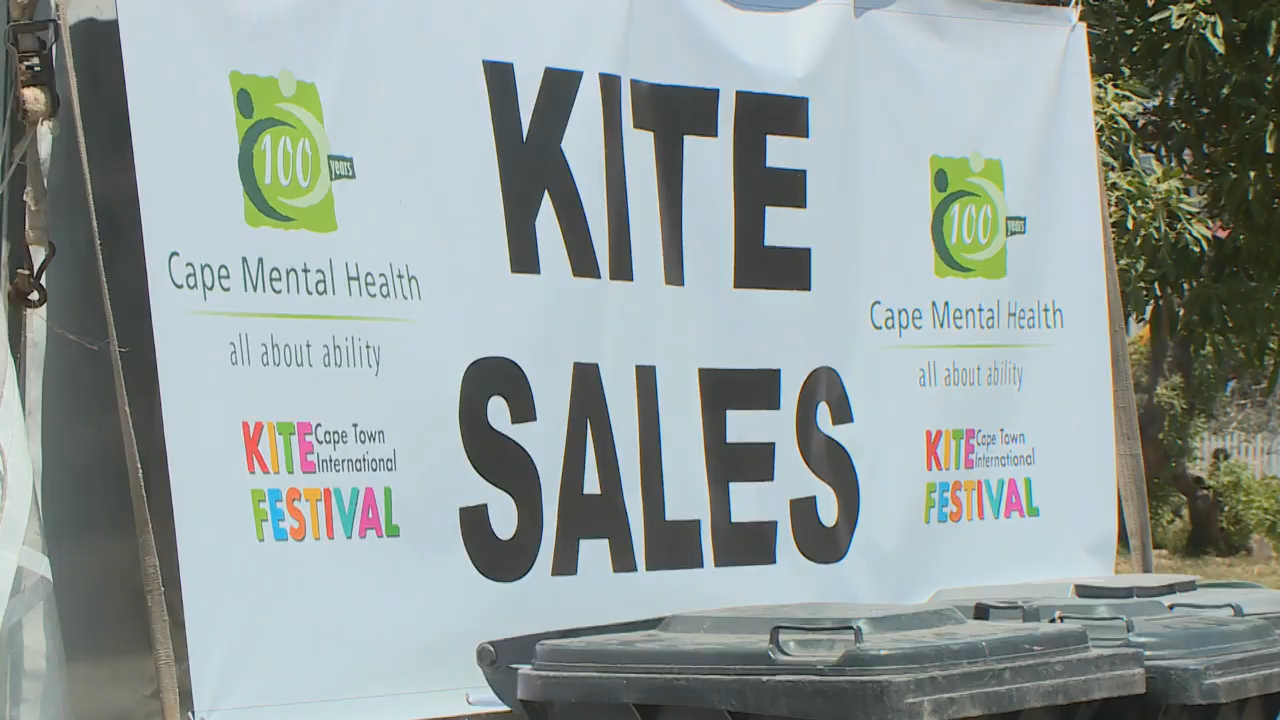 100 years
Cape Mental Health
all about ability
KITE Cape Town
International
FESTIVAL
KITE
SALES
100 years
Cape Mental Health
all about ability
KITE Cape Town
International
FESTIVAL